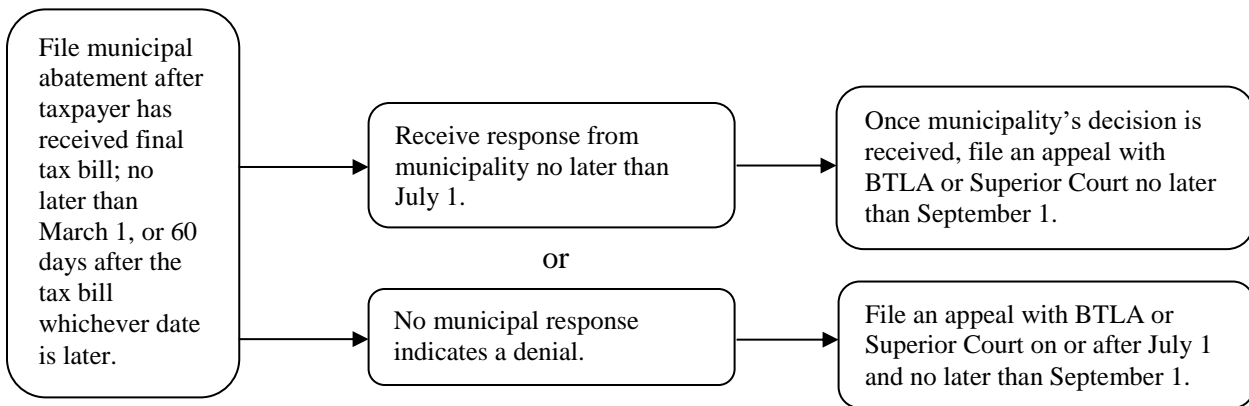 File municipal
abatement after
taxpayer has
received final
tax bill; no
later than
March 1, or 60
days after the
tax bill
whichever date
is later.
Receive response from
municipality no later than
July 1.
Once municipality’s decision is
received, file an appeal with
BTLA or Superior Court no later
than September 1.
or
No municipal response
indicates a denial.
File an appeal with BTLA or
Superior Court on or after July 1
and no later than September 1.